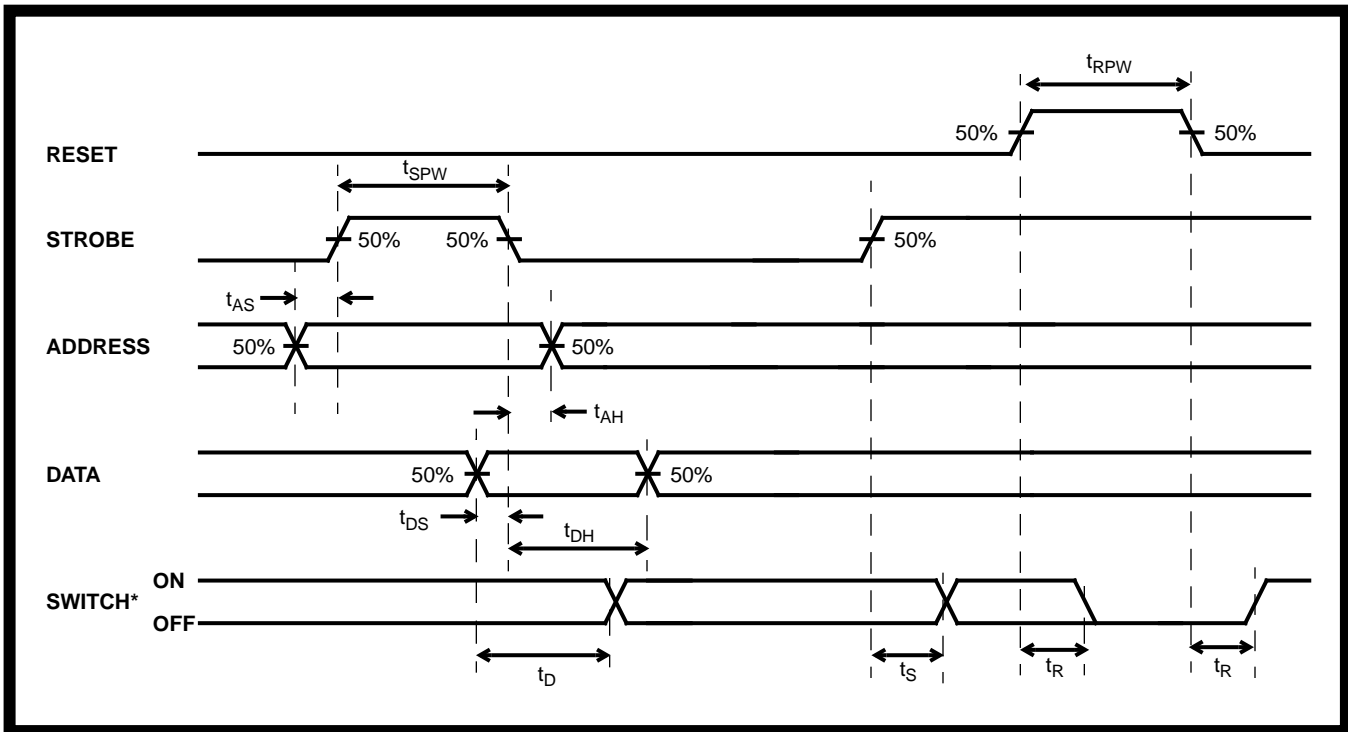 tRPW
50%
50%
RESET
tSPW
STROBE
50%
50%
50%
tAS
ADDRESS
50%
50%
tAH
DATA
50%
50%
tDS
tDH
ON
SWITCH*
OFF
tD
tS
tR
tR